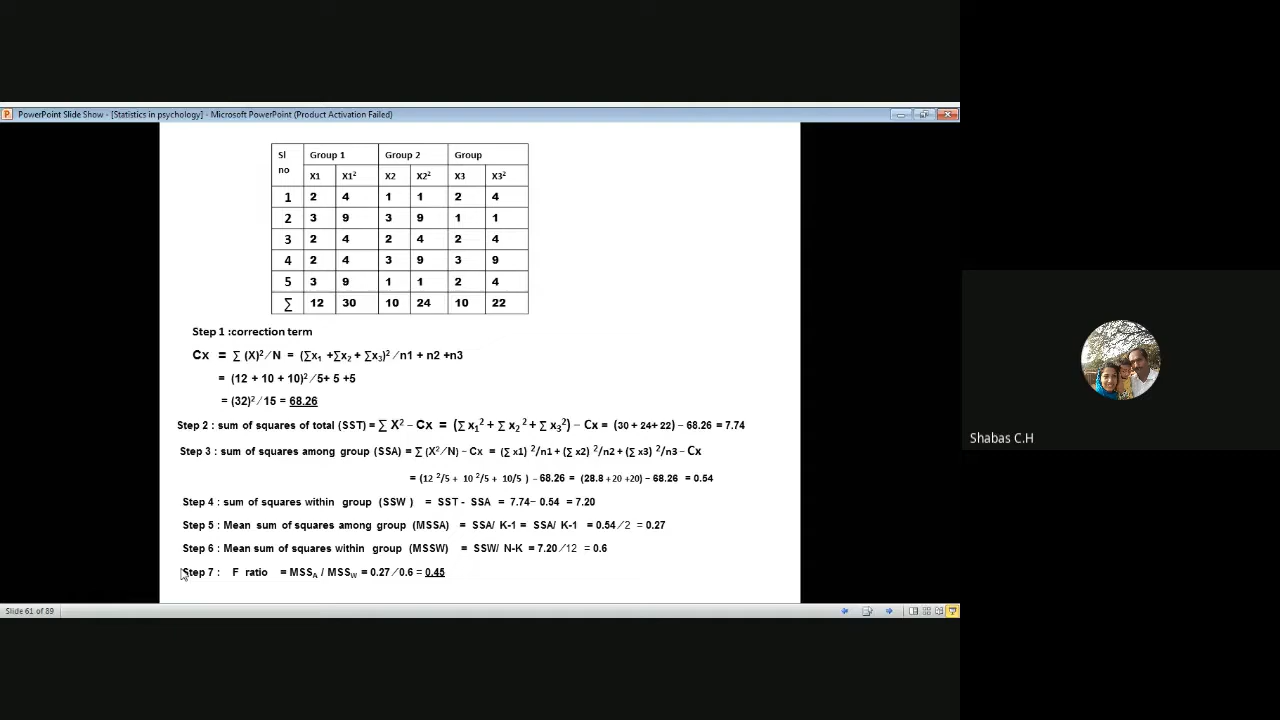 PowerPoint Slide Show - [Statistics in psychology] - Microsoft PowerPoint (Product Activation Failed)
Sl no Group 1 Group 2 Group
X1 X1² X2 X2² X3 X3²
1 2 4 1 1 2 4
2 3 9 3 9 1 1
3 2 4 2 4 2 4
4 2 4 3 9 3 9
5 3 9 1 1 2 4
∑ 12 30 10 24 10 22
Step 1 :correction term
Cx = ∑ (X)²/N = (∑x₁ +∑x₂ + ∑x₃)² /n1 + n2 +n3
= (12 + 10 + 10)²/5+ 5 +5
= (32)²/15 = 68.26
Step 2 : sum of squares of total (SST) = ∑ X² – Cx = (∑ x₁² + ∑ x₂² + ∑ x₃²) – Cx = (30 + 24+ 22) – 68.26 = 7.74
Step 3 : sum of squares among group (SSA) = ∑ (X²/N) – Cx = (∑ x1) ²/n1 + (∑ x2) ²/n2 + (∑ x3) ²/n3 – Cx
= (12 ²/5 + 10 ²/5 + 10/5 ) – 68.26 = (28.8 + 20 +20) – 68.26 = 0.54
Step 4 : sum of squares within group (SSW ) = SST - SSA = 7.74– 0.54 = 7.20
Step 5 : Mean sum of squares among group (MSSA) = SSA/ K-1 = SSA/ K-1 = 0.54/2 = 0.27
Step 6 : Mean sum of squares within group (MSSW) = SSW/ N-K = 7.20/12 = 0.6
Step 7 : F ratio = MSSA / MSSW = 0.27/0.6 = 0.45
Slide 61 of 89
Shabas C.H